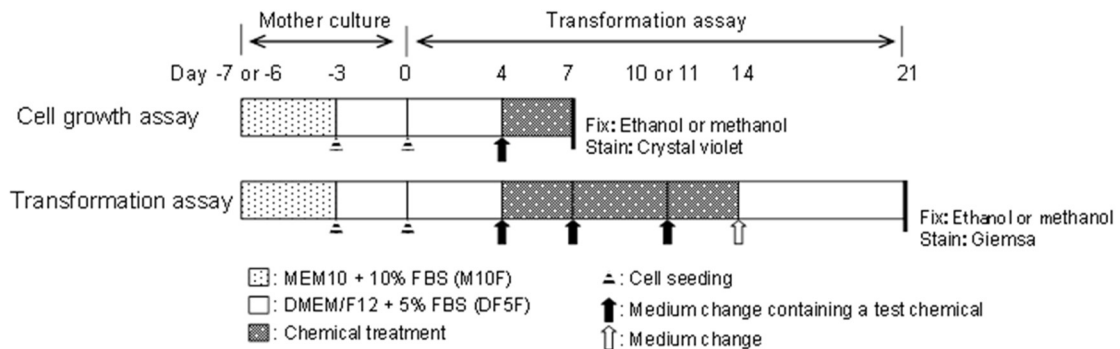 Mother culture Transformation assay
Day -7 or -6 -3 0 4 7 10 or 11 14 21
Cell growth assay
Fix: Ethanol or methanol
Stain: Crystal violet
Transformation assay
Fix: Ethanol or methanol
Stain: Giemsa
: MEM10 + 10% FBS (M10F)
: DMEM/F12 + 5% FBS (DF5F)
: Chemical treatment
: Cell seeding
: Medium change containing a test chemical
: Medium change